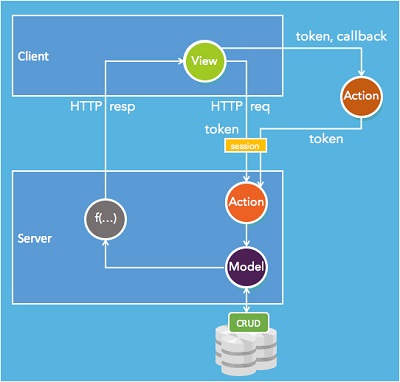 token, callback
Client
View
Action
HTTP resp
HTTP req
token
token
session
Action
f(...)
Server
Model
CRUD